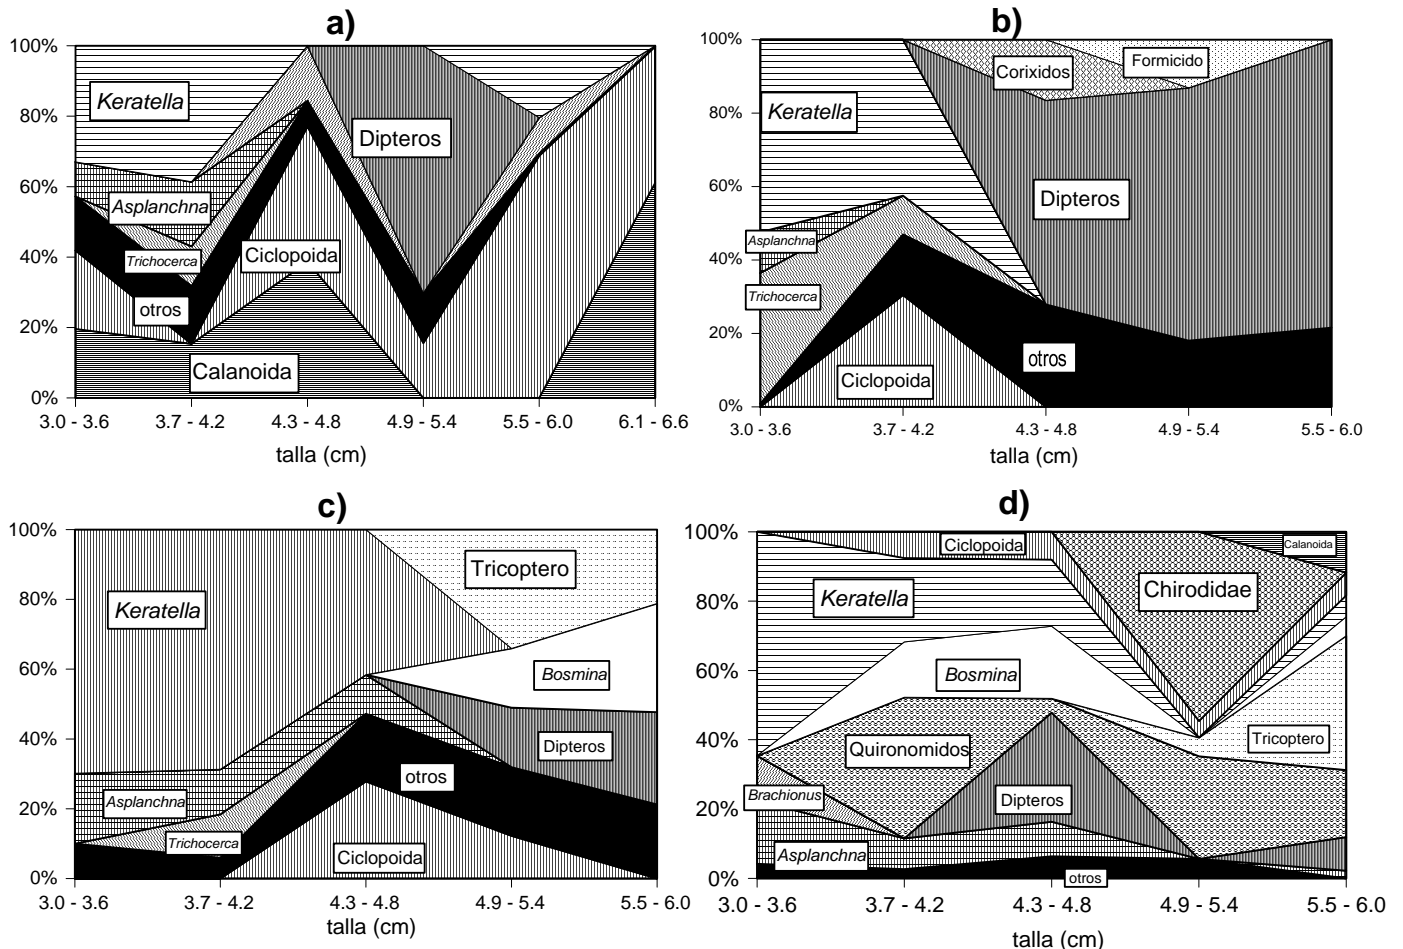 a)
100%
80%
60%
40%
20%
0%
Keratella
Asplanchna
Trichocerca
otros
Calanoida
Ciclopoida
Dipteros
3.0 - 3.6 3.7 - 4.2 4.3 - 4.8 4.9 - 5.4 5.5 - 6.0 6.1 - 6.6
talla (cm)
b)
100%
80%
60%
40%
20%
0%
Keratella
Asplanchna
Trichocerca
Ciclopoida
Corixidos
Formicido
Dipteros
otros
3.0 - 3.6 3.7 - 4.2 4.3 - 4.8 4.9 - 5.4 5.5 - 6.0
talla (cm)
c)
100%
80%
60%
40%
20%
0%
Keratella
Asplanchna
Trichocerca
Tricoptero
Bosmina
Dipteros
otros
Ciclopoida
3.0 - 3.6 3.7 - 4.2 4.3 - 4.8 4.9 - 5.4 5.5 - 6.0
talla (cm)
d)
100%
80%
60%
40%
20%
0%
Ciclopoida
Calanoida
Keratella
Chirodidae
Bosmina
Quironomidos
Tricoptero
Brachionus
Dipteros
Asplanchna
otros
3.0 - 3.6 3.7 - 4.2 4.3 - 4.8 4.9 - 5.4 5.5 - 6.0
talla (cm)